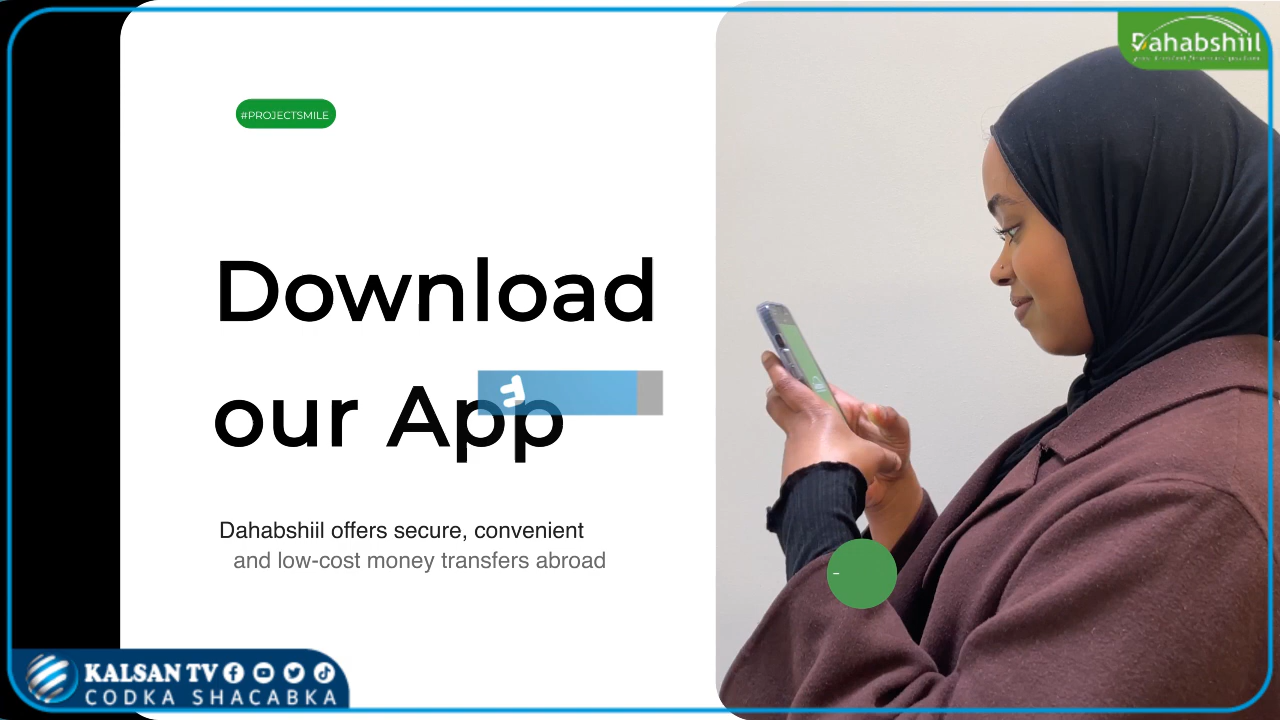 Dahabshiil
#PROJECTSMILE
Download
our App
Dahabshiil offers secure, convenient
and low-cost money transfers abroad
KALSAN TV
CODKA SHACABKA